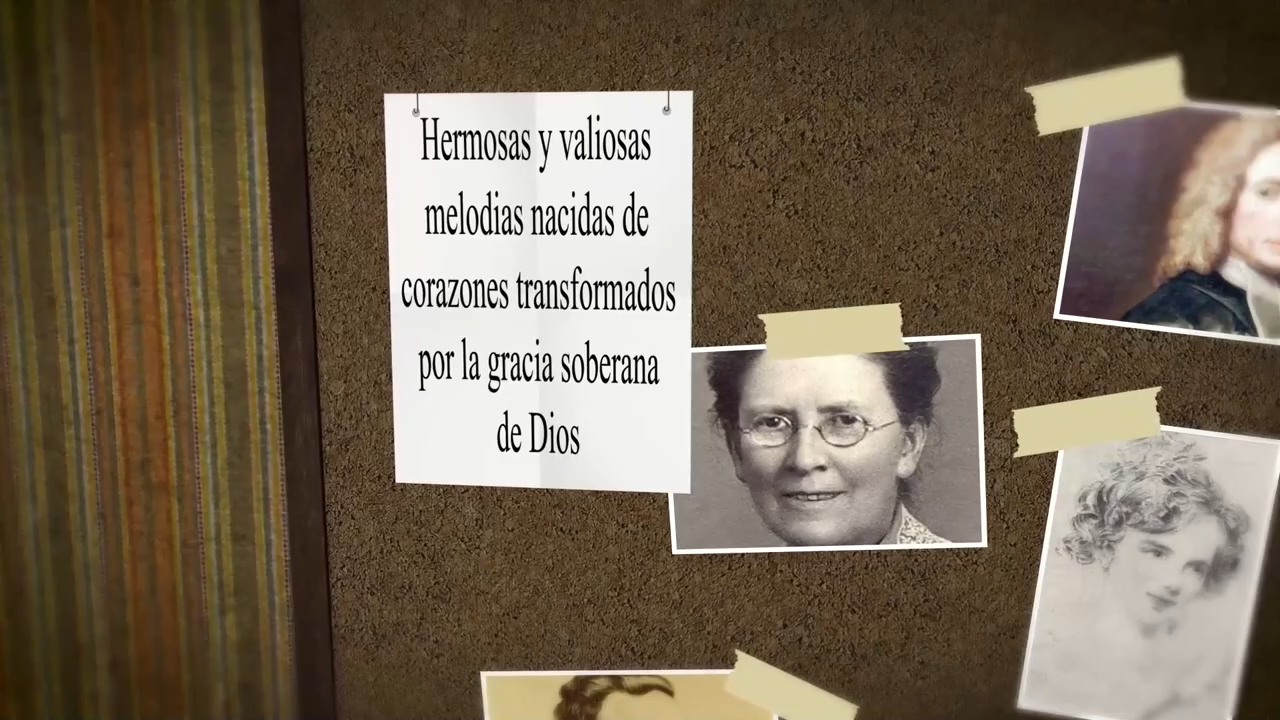 Hermosas y valiosas
melodias nacidas de
corazones transformados
por la gracia soberana
de Dios